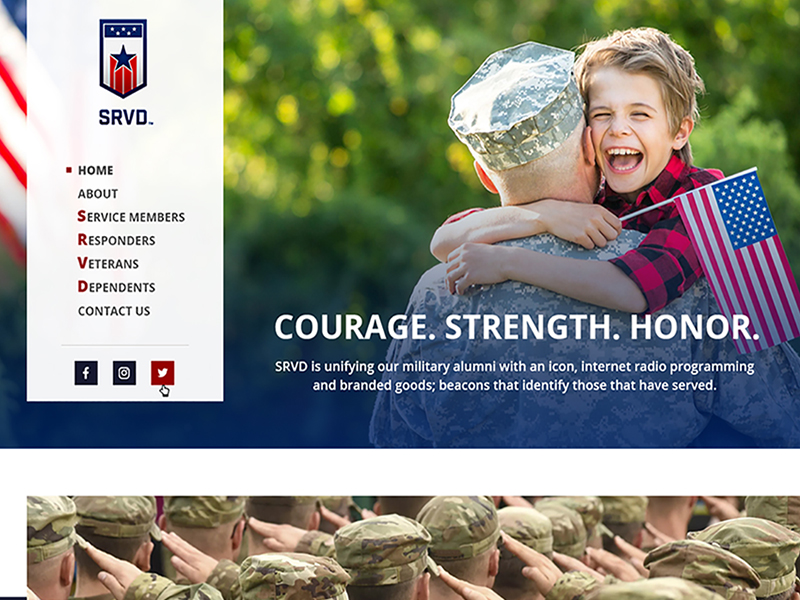 SRVD™
HOME
ABOUT
SERVICE MEMBERS
RESPONDERS
VETERANS
DEPENDENTS
CONTACT US
COURAGE. STRENGTH. HONOR.
SRVD is unifying our military alumni with an icon, internet radio programming
and branded goods; beacons that identify those that have served.